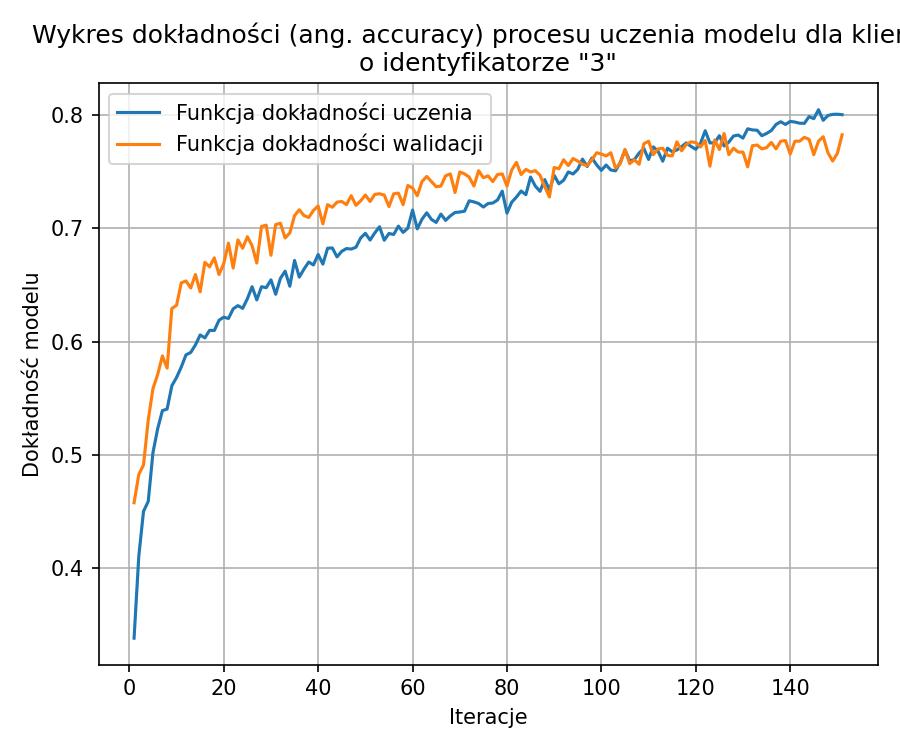 Wykres dokładności (ang. accuracy) procesu uczenia modelu dla
o identyfikatorze "3"
Funkcja dokładności uczenia
Funkcja dokładności walidacji
0.8
0.7
0.6
0.5
0.4
Dokładność modelu
0 20 40 60 80 100 120 140
Iteracje